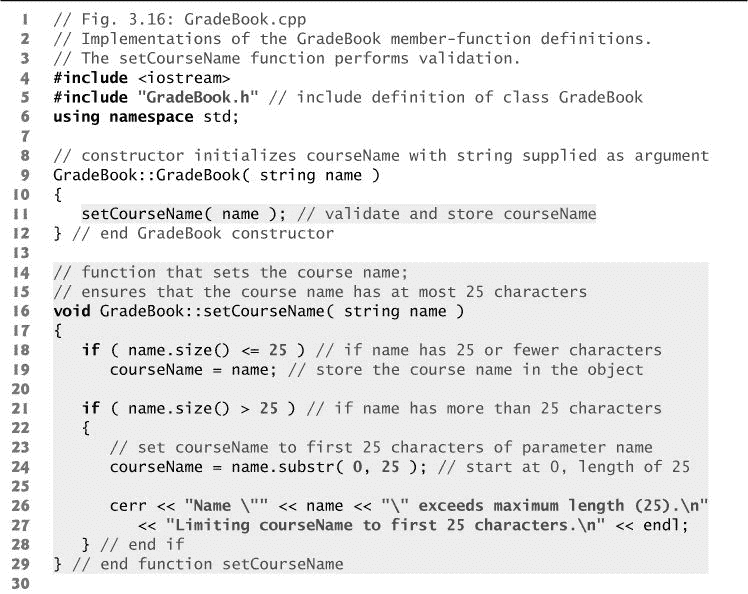 1 // Fig. 3.16: GradeBook.cpp
2 // Implementations of the GradeBook member-function definitions.
3 // The setCourseName function performs validation.
4 #include <iostream>
5 #include "GradeBook.h" // include definition of class GradeBook
6 using namespace std;
7
8 // constructor initializes courseName with string supplied as argument
9 GradeBook::GradeBook( string name )
10 {
11    setCourseName( name ); // validate and store courseName
12 } // end GradeBook constructor
13
14 // function that sets the course name;
15 // ensures that the course name has at most 25 characters
16 void GradeBook::setCourseName( string name )
17 {
18    if ( name.size() <= 25 ) // if name has 25 or fewer characters
19       courseName = name; // store the course name in the object
20
21    if ( name.size() > 25 ) // if name has more than 25 characters
22    {
23       // set courseName to first 25 characters of parameter name
24       courseName = name.substr( 0, 25 ); // start at 0, length of 25
25
26       cerr << "Name \"" << name << "\" exceeds maximum length (25).\n"
27          << "Limiting courseName to first 25 characters.\n" << endl;
28    } // end if
29 } // end function setCourseName
30